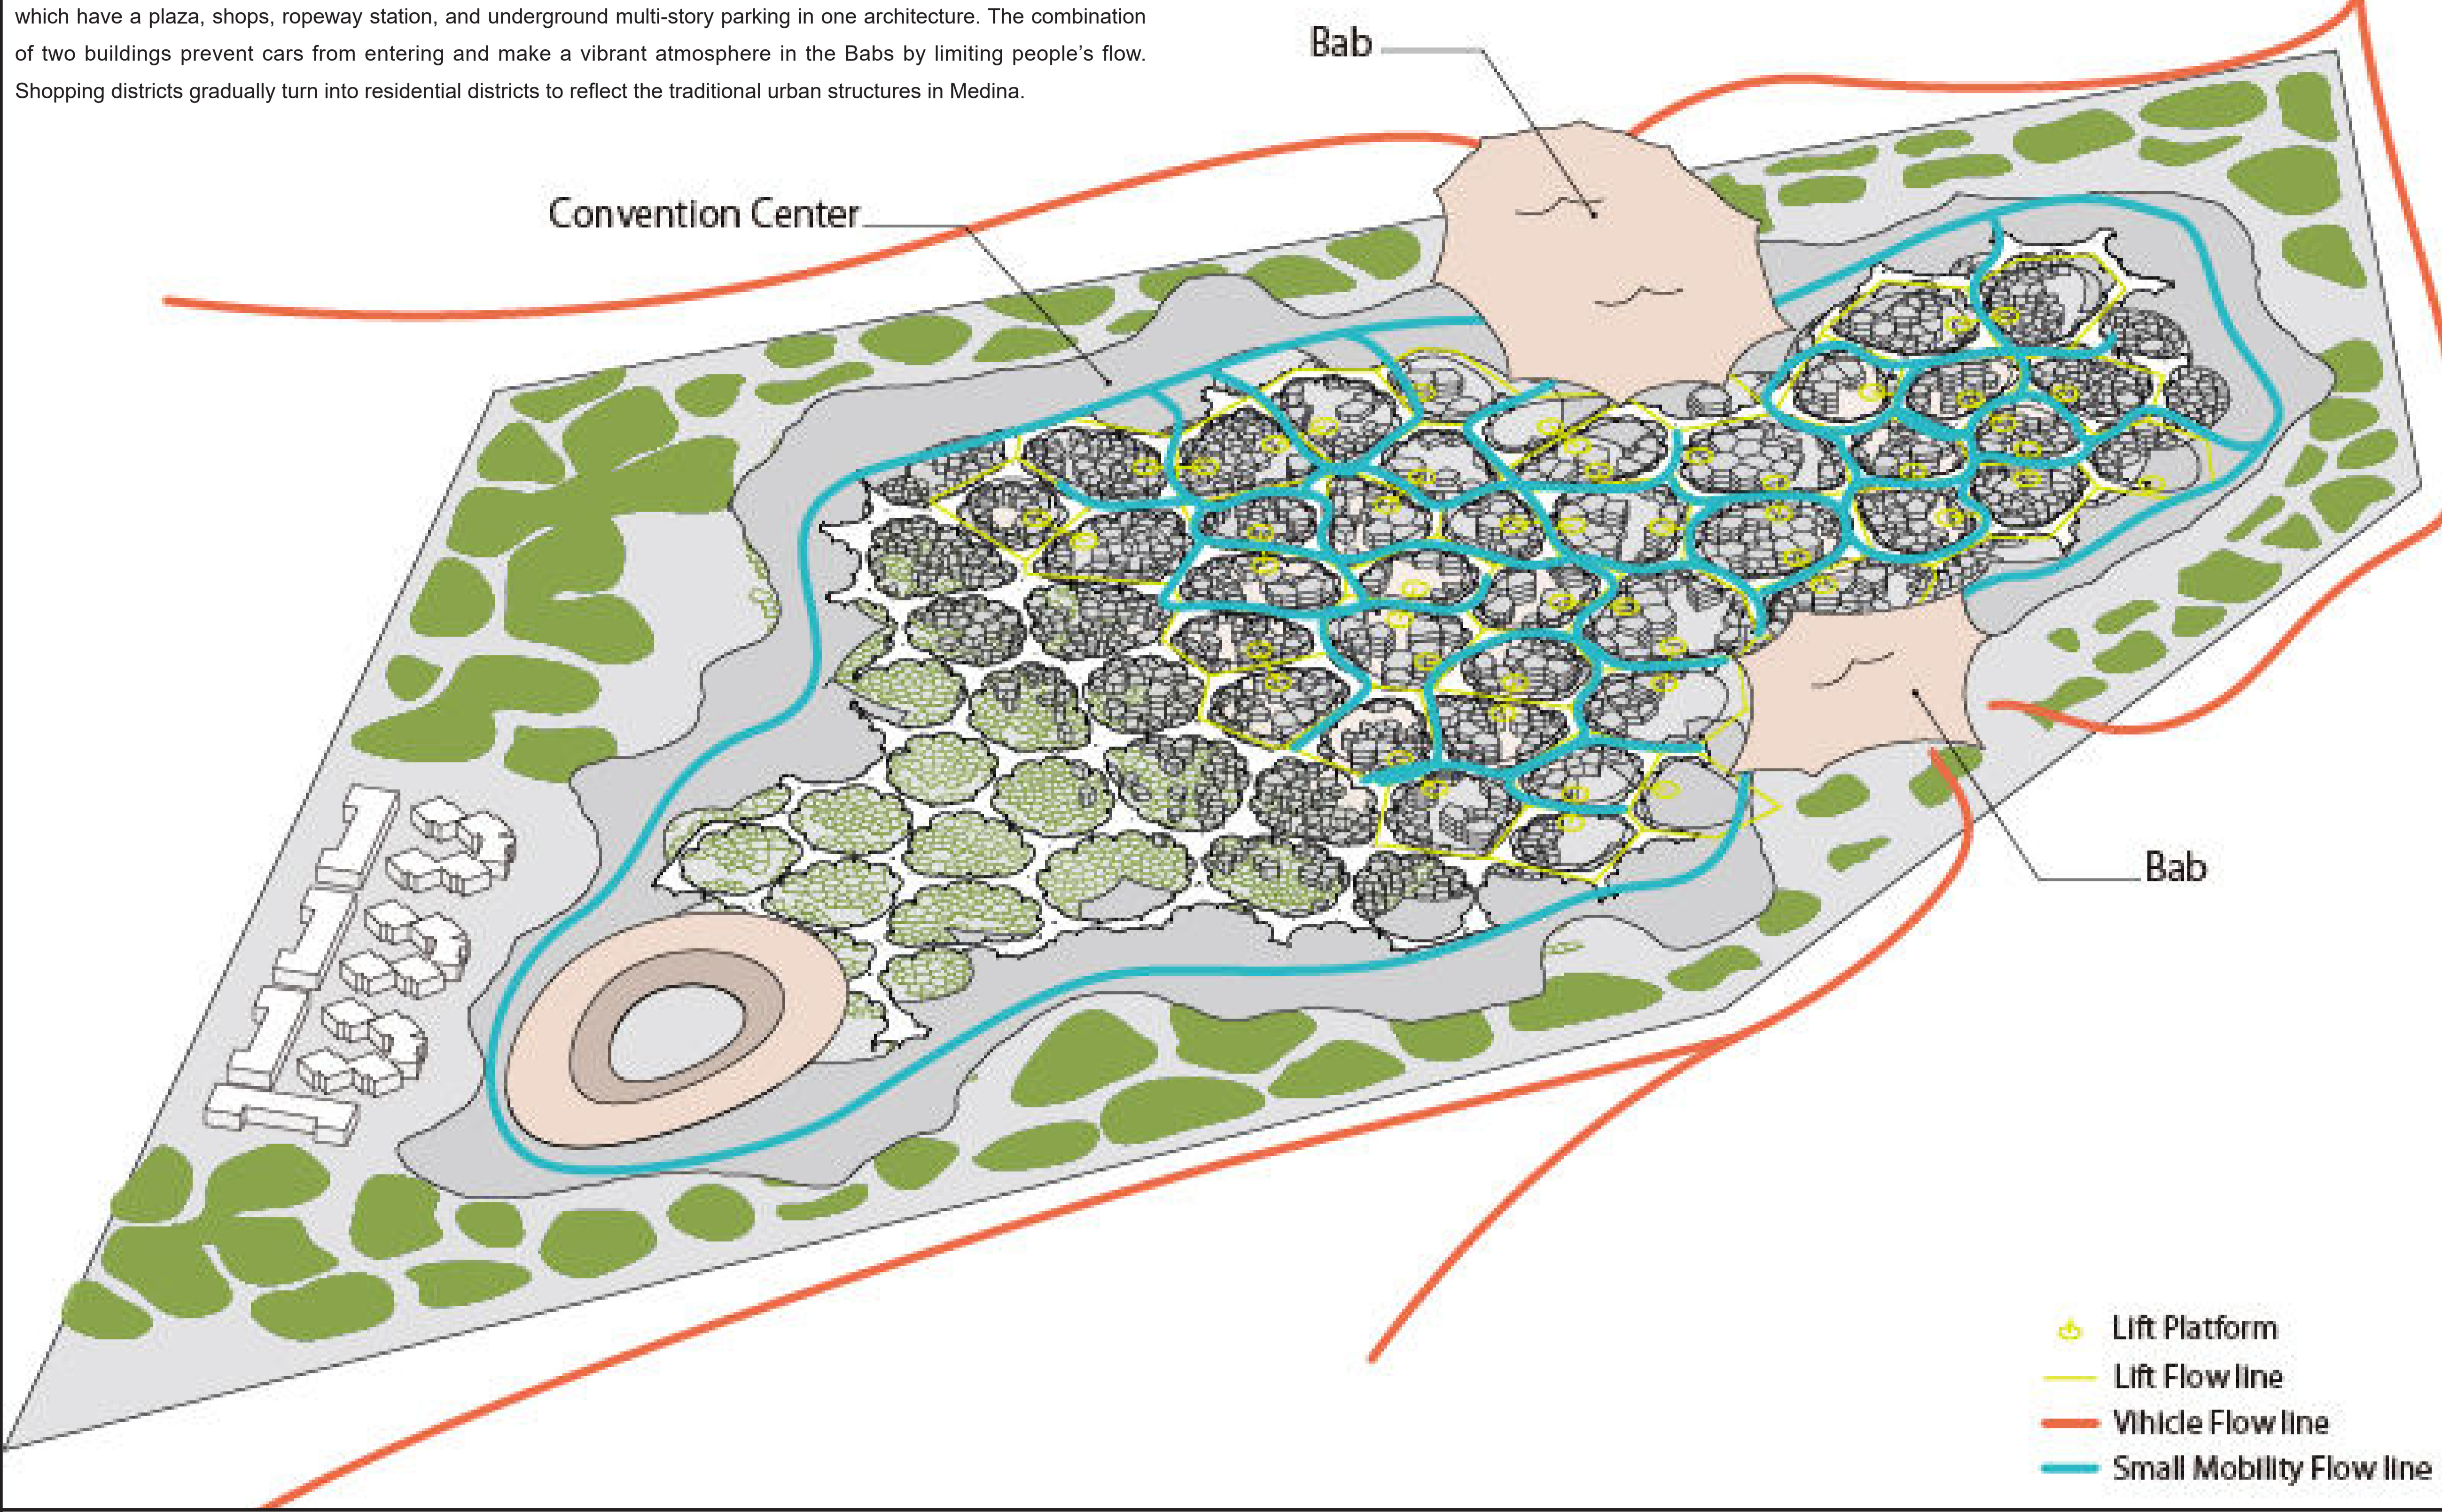 which have a plaza, shops, ropeway station, and underground multi-story parking in one architecture. The combination
of two buildings prevent cars from entering and make a vibrant atmosphere in the Babs by limiting people’s flow.
Shopping districts gradually turn into residential districts to reflect the traditional urban structures in Medina.
Bab
Convention Center
Bab
Lift Platform
Lift Flow line
Vihicle Flow line
Small Mobility Flow line